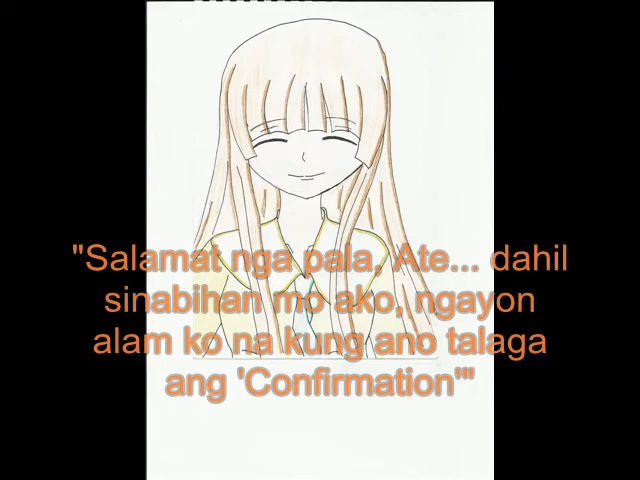 "Salamat nga pala, Ate... dahil
sinabihan mo ako, ngayon
alam ko na kung ano talaga
ang 'Confirmation'"